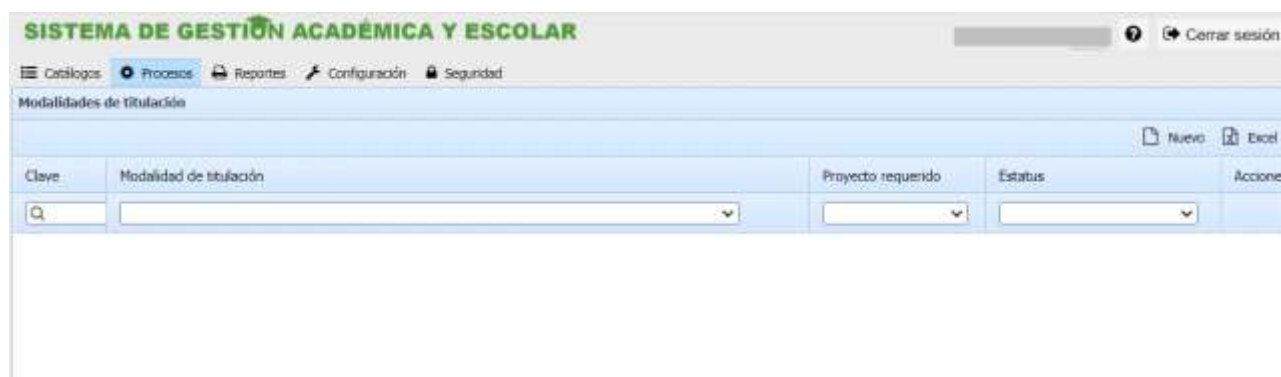 SISTEMA DE GESTIÓN ACADÉMICA Y ESCOLAR
Cerrar sesión
Catálogos Procesos Reportes Configuración Seguridad
Modalidades de titulación
Nuevo Excel
Clave Modalidad de titulación Proyecto requerido Estatus Accione